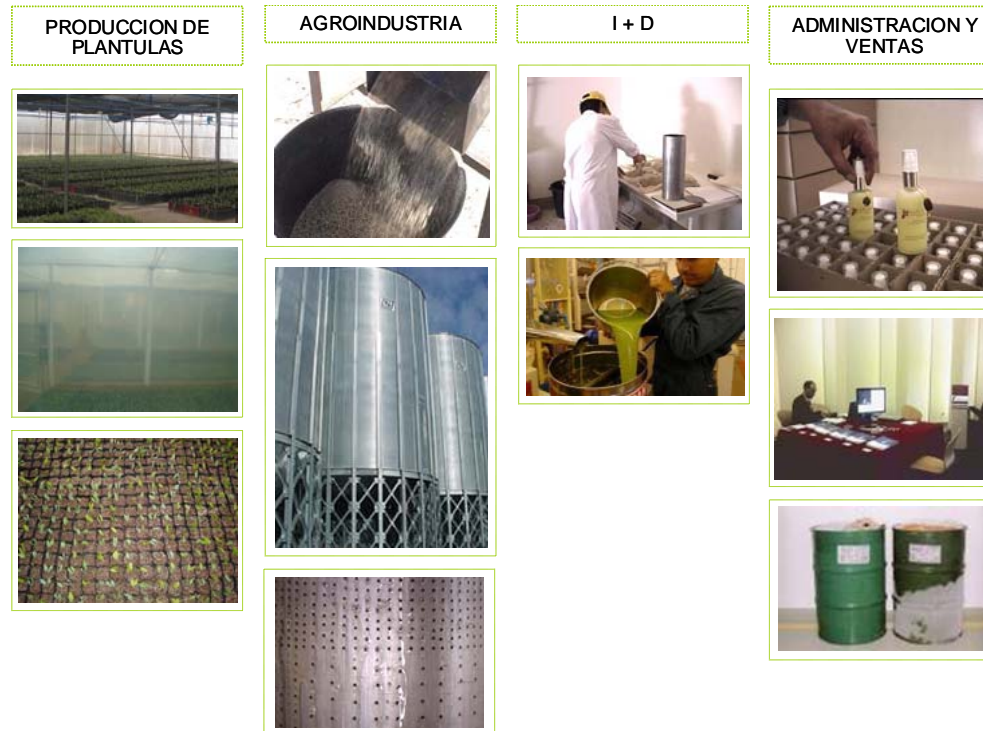 PRODUCCION DE
PLANTULAS
AGROINDUSTRIA
I + D
ADMINISTRACION Y
VENTAS